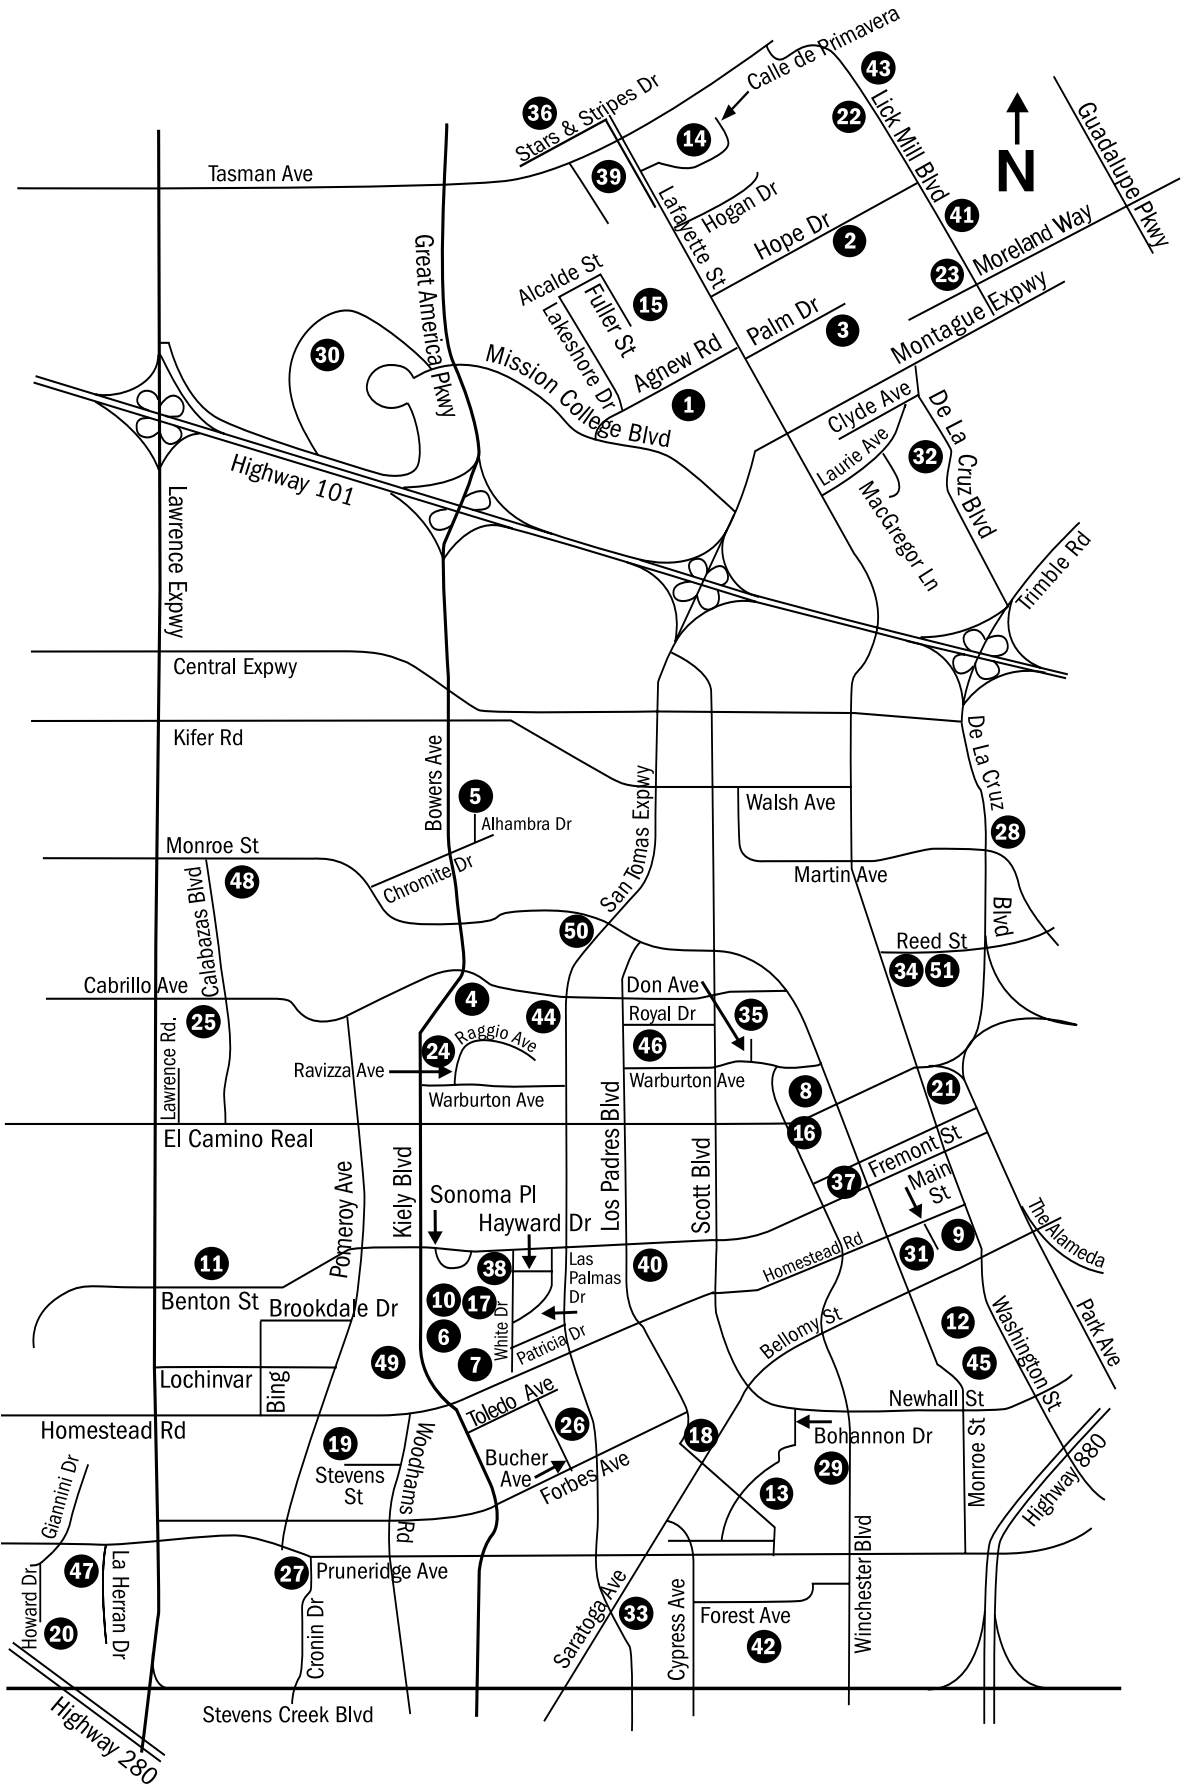 Calle de Primavera
43
36
Stars & Stripes Dr
22
14
Lick Mill Blvd
Guadalupe Pkwy
N
Tasman Ave
39
Lafayette St
Hogan Dr
41
Hope Dr
2
Moreland Way
Great America Pkwy
Alcalde St
Fuller St
15
23
Lakeshore Dr
Palm Dr
3
Montague Expwy
30
Mission College Blvd
Agnew Rd
1
Clyde Ave
De La Cruz Blvd
Laurie Ave
32
Highway 101
MacGregor Ln
Lawrence Expwy
Trimble Rd
Central Expwy
Kifer Rd
De La Cruz
Bowers Ave
5
Alhambra Dr
San Tomas Expwy
Walsh Ave
28
Monroe St
Chromite Dr
48
Calabazas Blvd
Martin Ave
Blvd
50
Reed St
34
51
Cabrillo Ave
Don Ave
4
44
Royal Dr
35
25
Lawrence Rd.
24
Raggio Ave
46
Ravizza Ave
Warburton Ave
Warburton Ave
8
21
El Camino Real
16
Los Padres Blvd
Scott Blvd
Fremont St
Pomeroy Ave
Kiely Blvd
37
Main
St
Sonoma Pl
Hayward Dr
The Alameda
11
38
Las
Palmas
Dr
40
Homestead Rd
31
9
Benton St
Brookdale Dr
10
17
White Dr
6
Patricia Dr
Bellomy St
12
Washington St
Park Ave
49
7
45
Lochinvar
Bing
Toledo Ave
Newhall St
Homestead Rd
26
18
Bohannon Dr
19
Stevens
St
Woodhams Rd
Bucher
Ave
Forbes Ave
29
13
Monroe St
Highway 880
Giannini Dr
Winchester Blvd
47
La Herran Dr
27
Pruneridge Ave
Howard Dr
20
Cronin Dr
Saratoga Ave
33
Cypress Ave
Forest Ave
42
Stevens Creek Blvd
Highway 280